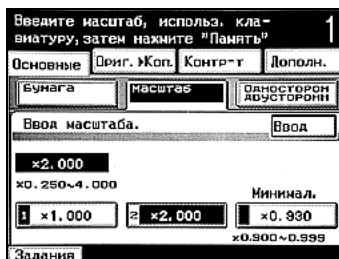 Введите масштаб, использ. кла- 1
виатуру, затем нажмите "Память"
Основные Ориг.►Коп. Контр-т Дополн.
Бумага Масштаб ОДНОСТОРОН
ДВУСТОРОНН
Ввод масштаба. Ввод
×2.000
×0.250~4.000
Минимал.
1 ×1.000 2 ×2.000 ×0.930
×0.900~0.999
Задания